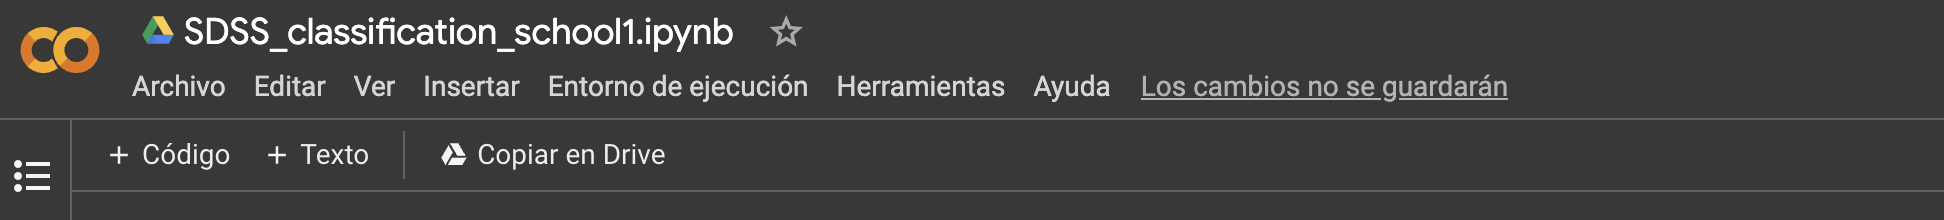 SDSS_classification_school1.ipynb
Archivo Editar Ver Insertar Entorno de ejecución Herramientas Ayuda Los cambios no se guardarán
+ Código + Texto Copiar en Drive